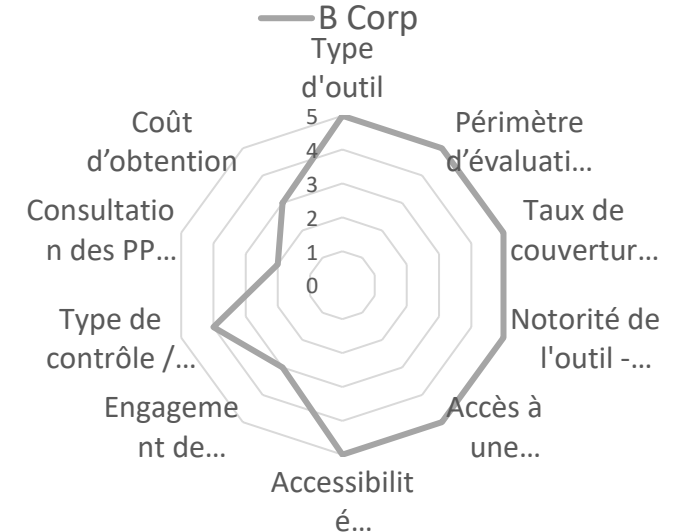 B Corp
Type
d'outil
5
4
3
2
1
0
Périmètre
d’évaluati...
Taux de
couvertur...
Notorité de
l'outil -...
Accès à
une...
Accessibilit
é...
Engageme
nt de...
Type de
contrôle /...
Consultatio
n des PP...
Coût
d’obtention